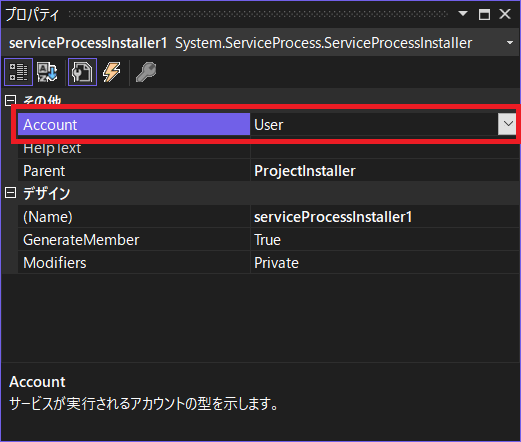 プロパティ
serviceProcessInstaller1 System.ServiceProcess.ServiceProcessInstaller
その他
Account User
HelpText
Parent ProjectInstaller
デザイン
(Name) serviceProcessInstaller1
GenerateMember True
Modifiers Private
Account
サービスが実行されるアカウントの型を示します。